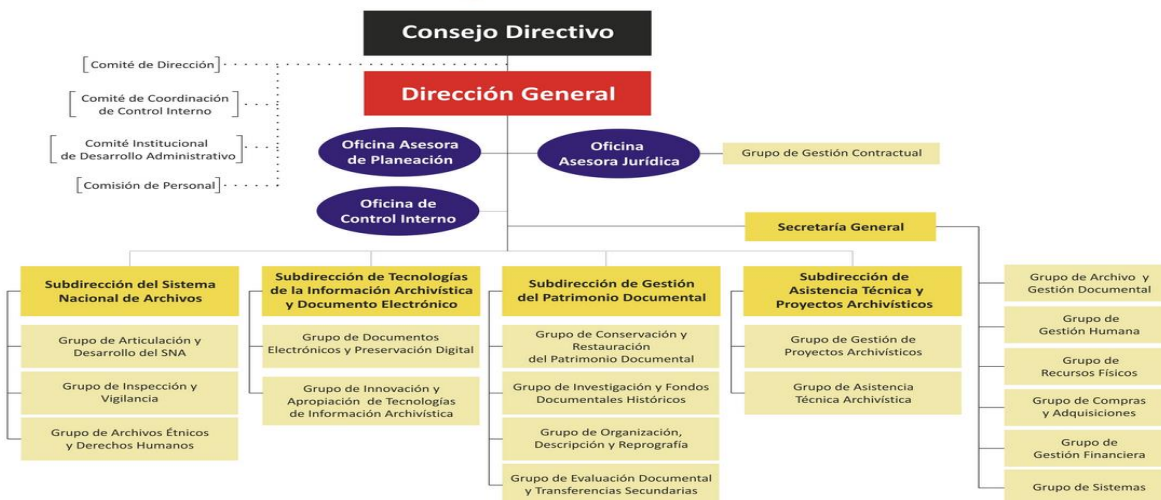 Consejo Directivo
[Comité de Dirección]
Dirección General
[Comité de Coordinación
de Control Interno]
[Comité Institucional
de Desarrollo Administrativo]
[Comisión de Personal]
Oficina Asesora
de Planeación
Oficina
Asesora Jurídica
Grupo de Gestión Contractual
Oficina de
Control Interno
Secretaría General
Subdirección del Sistema
Nacional de Archivos
Grupo de Articulación y
Desarrollo del SNA
Grupo de Inspección y
Vigilancia
Grupo de Archivos Étnicos
y Derechos Humanos
Subdirección de Tecnologías
de la Información Archivística
y Documento Electrónico
Grupo de Documentos
Electrónicos y Preservación Digital
Grupo de Innovación y
Apropiación de Tecnologías
de Información Archivística
Subdirección de Gestión
del Patrimonio Documental
Grupo de Conservación y
Restauración
del Patrimonio Documental
Grupo de Investigación y Fondos
Documentales Históricos
Grupo de Organización,
Descripción y Reprografía
Grupo de Evaluación Documental
y Transferencias Secundarias
Subdirección de
Asistencia Técnica y
Proyectos Archivísticos
Grupo de Gestión de
Proyectos Archivísticos
Grupo de Asistencia
Técnica Archivística
Grupo de Archivo y
Gestión Documental
Grupo de
Gestión Humana
Grupo de
Recursos Físicos
Grupo de Compras
y Adquisiciones
Grupo de
Gestión Financiera
Grupo de Sistemas